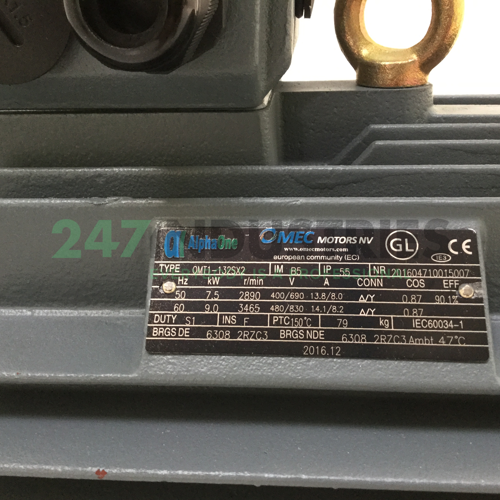 247 INDUSTRIES
AlphaOne OMEC MOTORS NV GL CE
www.omecmotors.com
european community (EC)
IE3
TYPE OMT1-132SX2 IM B5 IP 55 NR 201604710015007
Hz kW r/min V A CONN COS EFF
50 7.5 2890 400/690 13.8/8.0 Δ/Y 0.87 90.1%
60 9.0 3465 480/830 14.1/8.2 Δ/Y 0.87
DUTY S1 INS F PTC150°C 79 kg IEC60034-1
BRGS DE 6308 2RZC3 BRGS NDE 6308 2RZC3 Ambt 47°C
2016.12